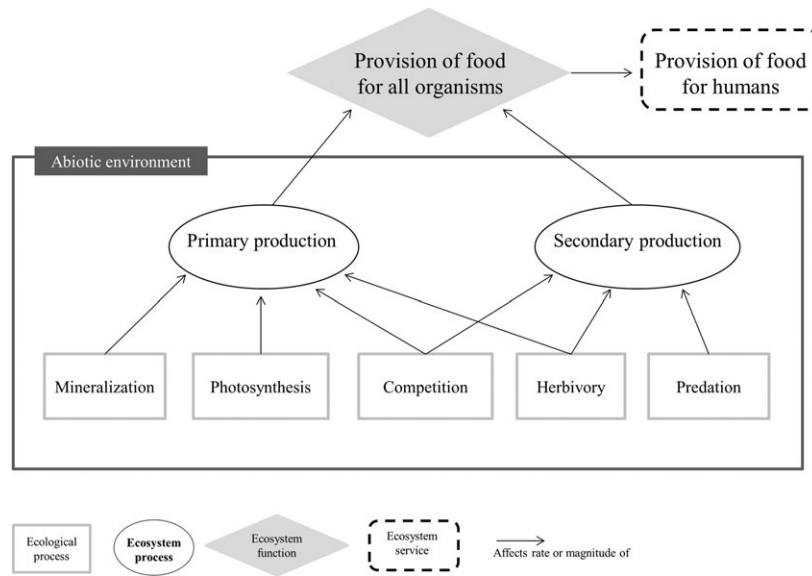 Provision of food
for all organisms
Provision of food
for humans
Abiotic environment
Primary production
Secondary production
Mineralization
Photosynthesis
Competition
Herbivory
Predation
Ecological
process
Ecosystem
process
Ecosystem
function
Ecosystem
service
Affects rate or magnitude of